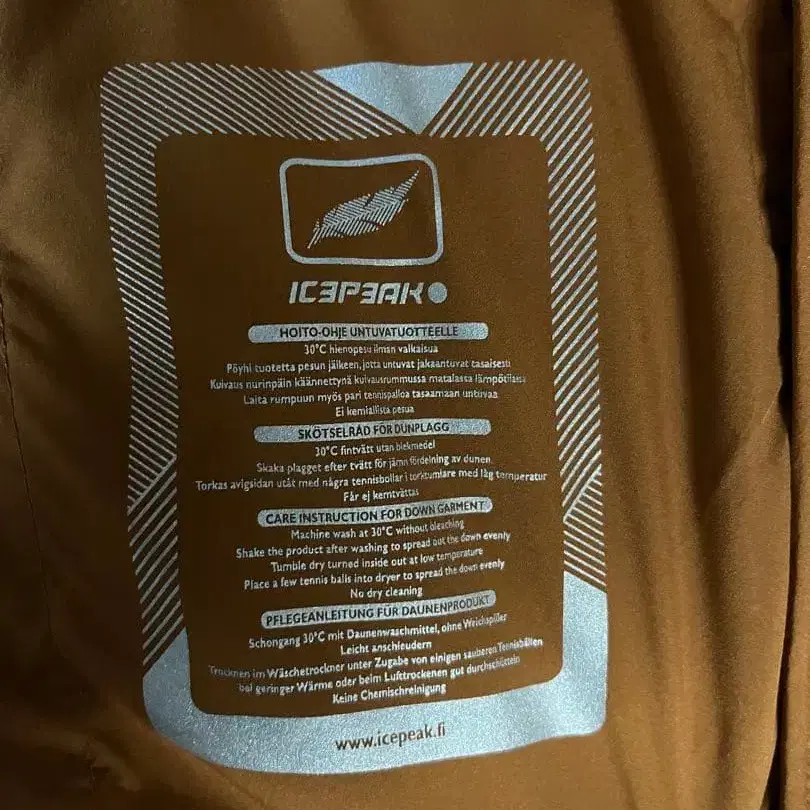 ICEPEAK
HOITO-OHJE UNTUVATUOTTEELLE
30°C hienopesu ilman valkaisua
Pöyhi tuotetta pesun jälkeen, jotta untuvat jakaantuvat tasaisesti
Kuivaus nurinpäin käännettynä kuivausrummussa matalassa lämpötilassa
Laita rumpuun myös pari tennispalloa tasaamaan untuvaa
Ei kemiallista pesua
SKÖTSELRÅD FÖR DUNPLAGG
30°C fintvätt utan blekmedel
Skaka plagget efter tvätt för jämn fördelning av dunen
Torkas avigsidan utåt med några tennisbollar i torktumlare med låg temperatur
Får ej kemtvättas
CARE INSTRUCTION FOR DOWN GARMENT
Machine wash at 30°C without bleaching
Shake the product after washing to spread out the down evenly
Tumble dry turned inside out at low temperature
Place a few tennis balls into dryer to spread the down evenly
No dry cleaning
PFLEGEANLEITUNG FÜR DAUNENPRODUKT
Schongang 30°C mit Daunenwaschmittel, ohne Weichspüler
Leicht anschleudern
Trocknen im Wäschetrockner unter Zugabe von einigen sauberen Tennisbällen
bei geringer Wärme oder beim Lufttrockenen gut durchschütteln
Keine Chemischreinigung
www.icepeak.fi